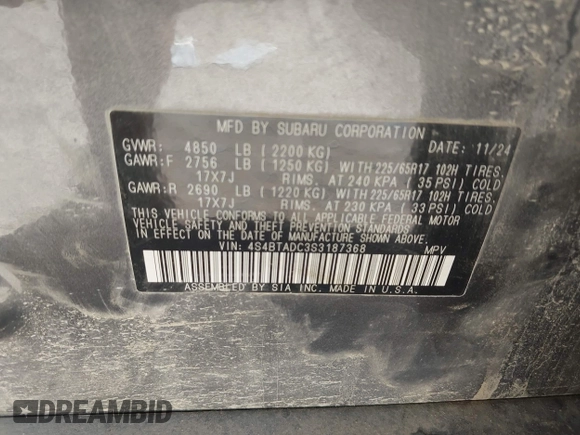 MFD BY SUBARU CORPORATION
GVWR: 4850 LB (2200 KG) DATE: 11/24
GAWR:F 2756 LB (1250 KG) WITH 225/65R17 102H TIRES.
17X7J RIMS. AT 240 KPA (35 PSI) COLD
GAWR:R 2690 LB (1220 KG) WITH 225/65R17 102H TIRES.
17X7J RIMS. AT 230 KPA (33 PSI) COLD
THIS VEHICLE CONFORMS TO ALL APPLICABLE FEDERAL MOTOR
VEHICLE SAFETY AND THEFT PREVENTION STANDARDS
IN EFFECT ON THE DATE OF MANUFACTURE SHOWN ABOVE.
VIN: 4S4BTADC3S3187368 MPV
ASSEMBLED BY SIA INC. MADE IN U.S.A.
DREAMBID